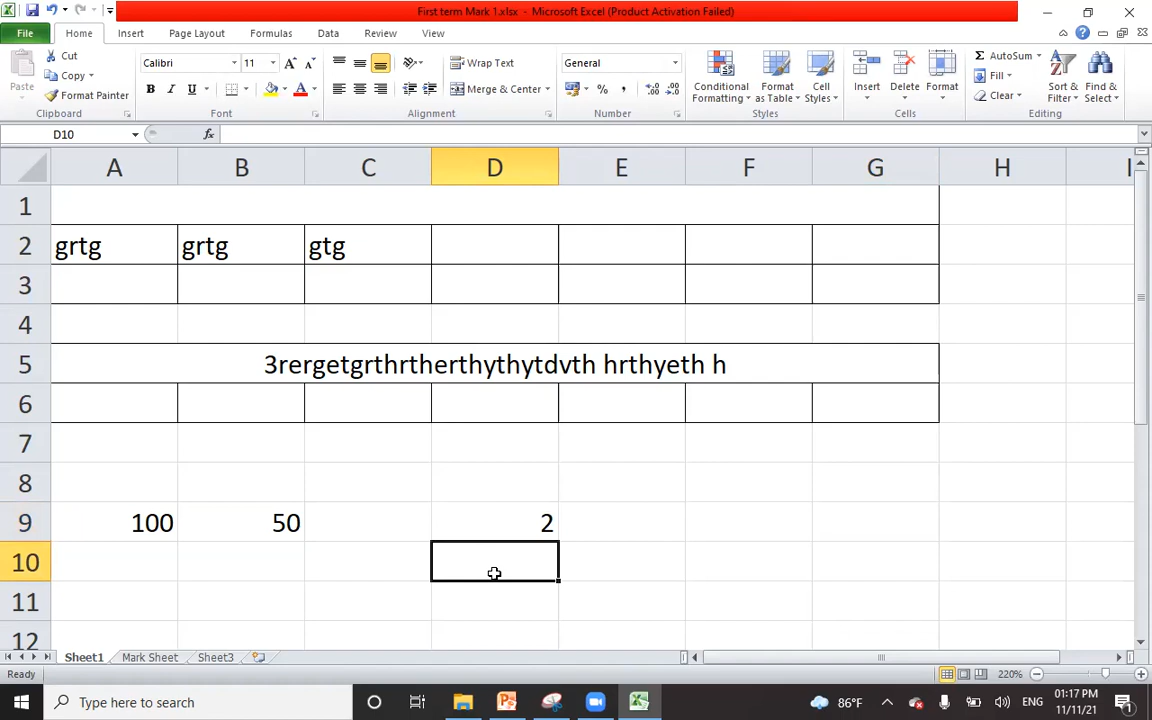 First term Mark 1.xlsx - Microsoft Excel (Product Activation Failed)
File Home Insert Page Layout Formulas Data Review View
Cut
Copy
Format Painter
Paste
Clipboard
Calibri 11
B I U
Font
Wrap Text
Merge & Center
Alignment
General
Number
Conditional Formatting
Format as Table
Cell Styles
Styles
Insert Delete Format
Cells
AutoSum
Fill
Clear
Sort & Filter
Find & Select
Editing
D10 fx
A B C D E F G H I
1
2 grtg grtg gtg
3
4
5 3rergetgrthrtherthythytdvth hrthyeth h
6
7
8
9 100 50 2
10
11
12
Sheet1 Mark Sheet Sheet3
Ready 220%
Type here to search
86°F ENG 01:17 PM
11/11/21 1